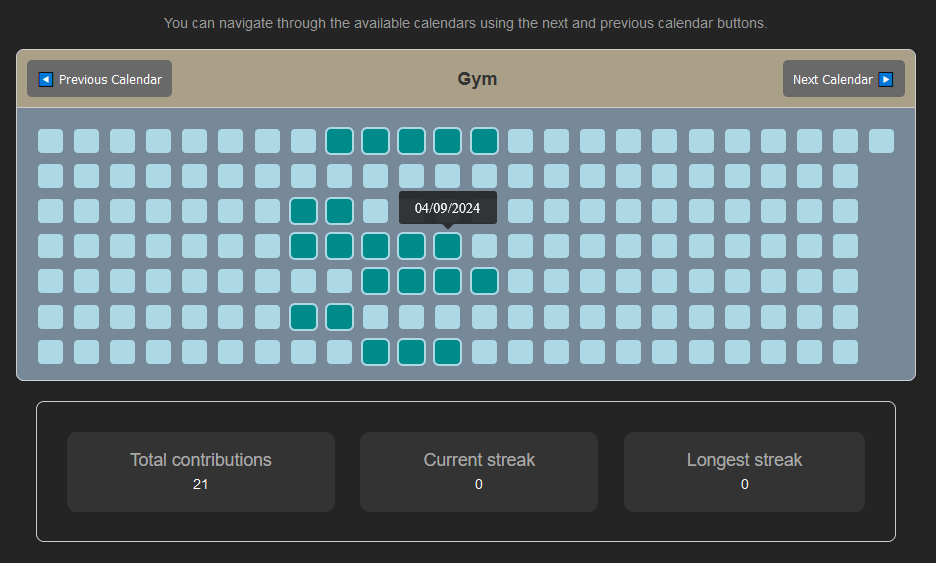 You can navigate through the available calendars using the next and previous calendar buttons.
Previous Calendar
Gym
Next Calendar
04/09/2024
Total contributions
21
Current streak
0
Longest streak
0